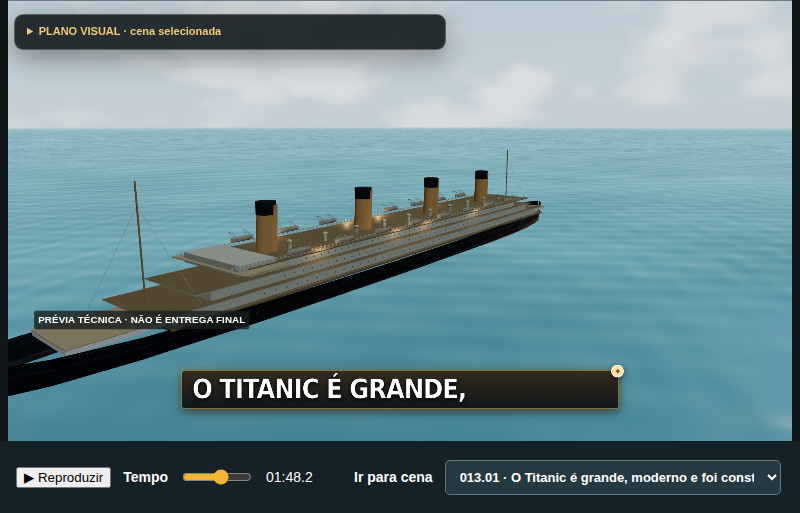 ▶ PLANO VISUAL · cena selecionada
PRÉVIA TÉCNICA · NÃO É ENTREGA FINAL
O TITANIC É GRANDE,
▶ Reproduzir
Tempo
01:48.2
Ir para cena
013.01 · O Titanic é grande, moderno e foi const